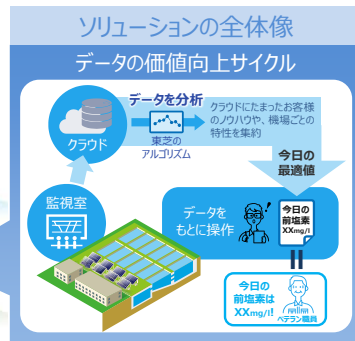 ソリューションの全体像
データの価値向上サイクル
クラウド
データを分析
東芝の
アルゴリズム
クラウドにたまったお客様
のノウハウや、機場ごとの
特性を集約
今日の
最適値
監視室
データを
もとに操作
今日の
前塩素
XXmg/l
今日の
前塩素は
XXmg/l!
ベテラン職員